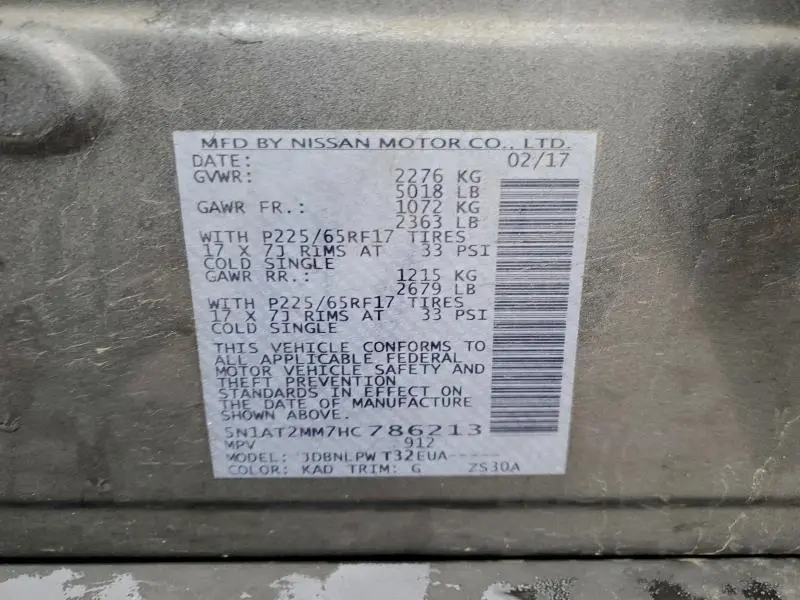 MFD BY NISSAN MOTOR CO., LTD.
DATE: 02/17
GVWR: 2276 KG
5018 LB
GAWR FR.: 1072 KG
2363 LB
WITH P225/65RF17 TIRES
17 X 7J RIMS AT 33 PSI
COLD SINGLE
GAWR RR.: 1215 KG
2679 LB
WITH P225/65RF17 TIRES
17 X 7J RIMS AT 33 PSI
COLD SINGLE
THIS VEHICLE CONFORMS TO
ALL APPLICABLE FEDERAL
MOTOR VEHICLE SAFETY AND
THEFT PREVENTION
STANDARDS IN EFFECT ON
THE DATE OF MANUFACTURE
SHOWN ABOVE.
5N1AT2MM7HC786213
MPV 912
MODEL: JDBNLPW T32EUA-----
COLOR: KAD TRIM: G ZS30A